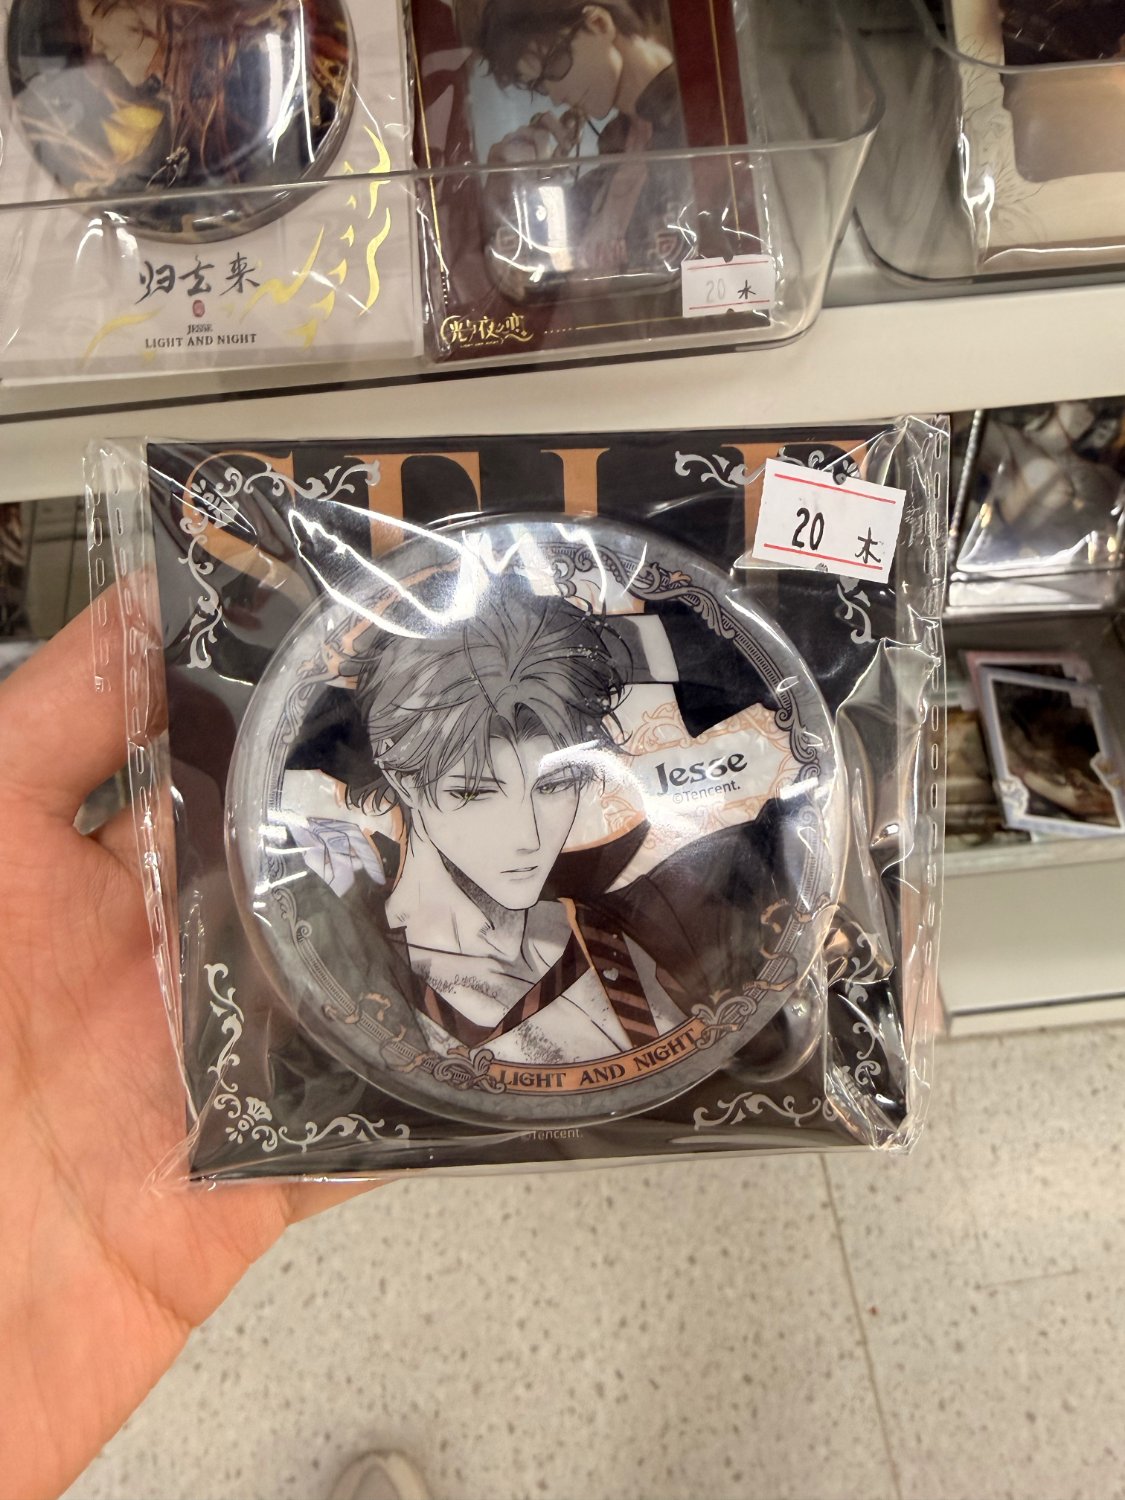 归去来
JESSE
LIGHT AND NIGHT
光与夜之恋
20 木
20 木
Jesse
©Tencent.
LIGHT AND NIGHT
©Tencent.